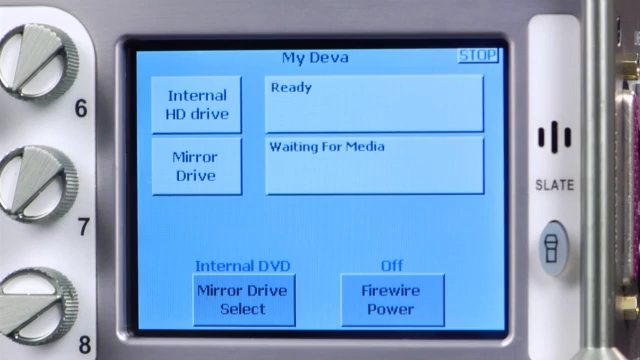 My Deva
STOP
Internal
HD drive
Ready
Mirror
Drive
Waiting For Media
Internal DVD
Off
Mirror Drive
Select
Firewire
Power
6
7
8
SLATE